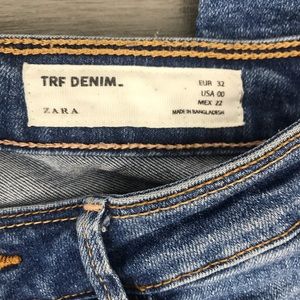 TRF DENIM.
ZARA
EUR 32
USA 00
MEX 22
MADE IN BANGLADESH